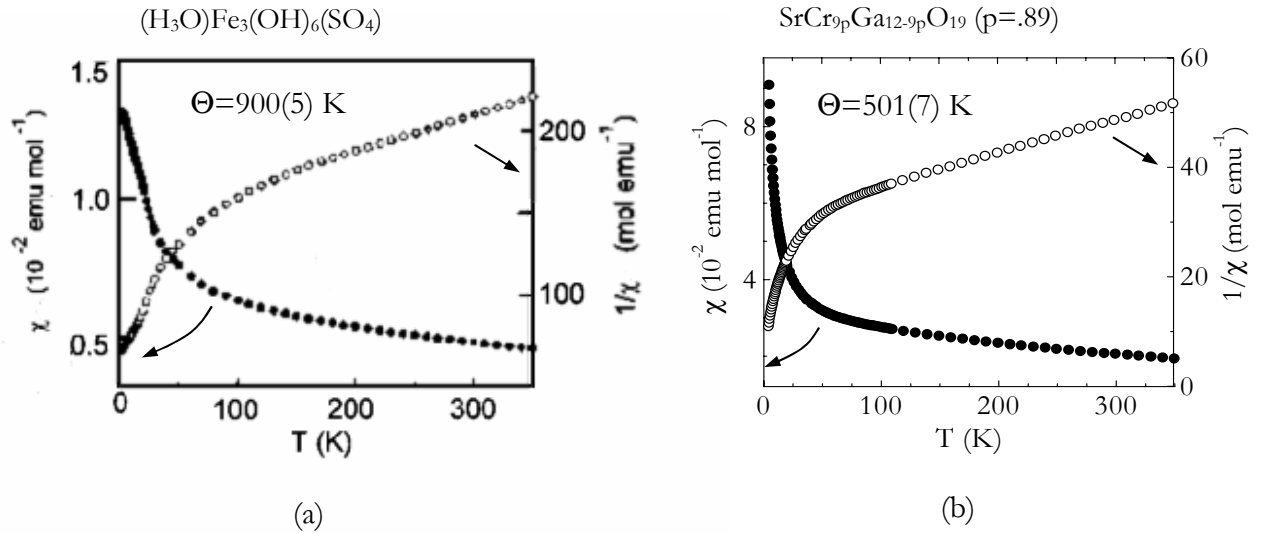 (H₃O)Fe₃(OH)₆(SO₄)
1.5
1.0
0.5
χ (10⁻² emu mol⁻¹)
Θ=900(5) K
200
100
1/χ (mol emu⁻¹)
0
100
200
300
T (K)
(a)
SrCr₉ₚGa₁₂₋₉ₚO₁₉ (p=.89)
8
4
χ (10⁻² emu mol⁻¹)
Θ=501(7) K
60
40
20
0
1/χ (mol emu⁻¹)
0
100
200
300
T (K)
(b)